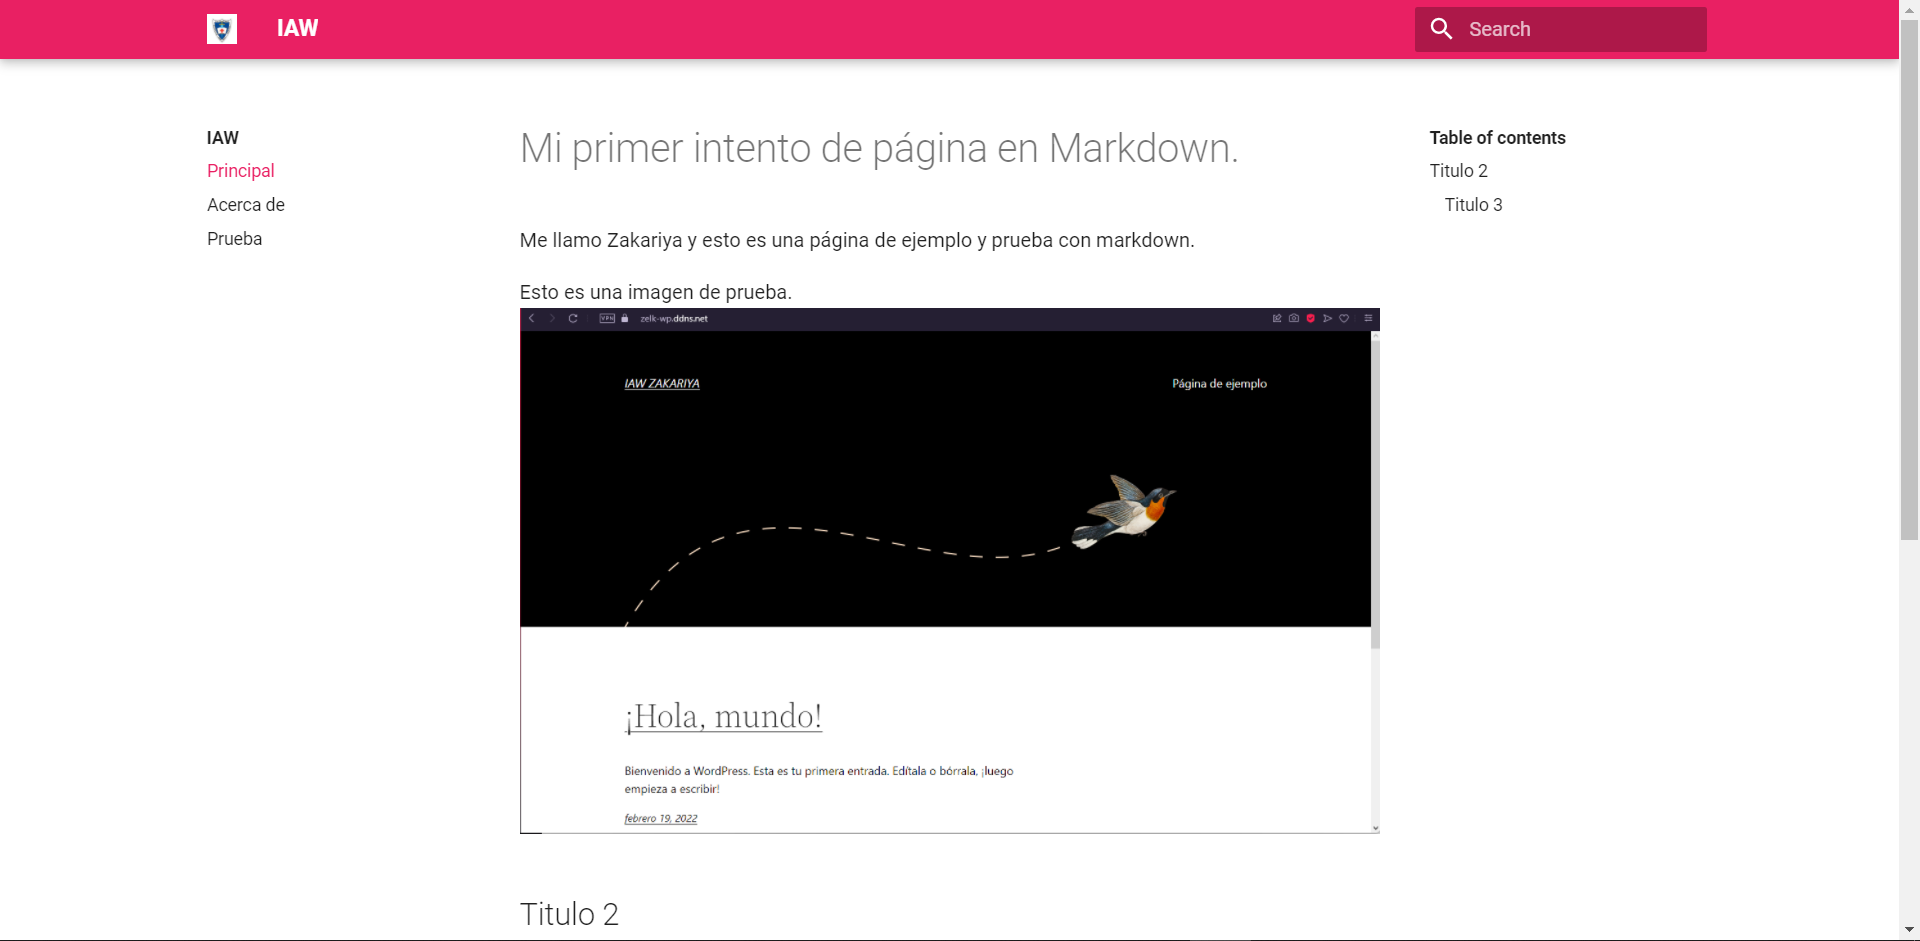 IAW
Search
IAW
Principal
Acerca de
Prueba
Mi primer intento de página en Markdown.
Me llamo Zakariya y esto es una página de ejemplo y prueba con markdown.
Esto es una imagen de prueba.
VPN zelk-wp.ddns.net
IAW ZAKARIYA
Página de ejemplo
¡Hola, mundo!
Bienvenido a WordPress. Esta es tu primera entrada. Edítala o bórrala, ¡luego
empieza a escribir!
febrero 19, 2022
Titulo 2
Table of contents
Titulo 2
Titulo 3